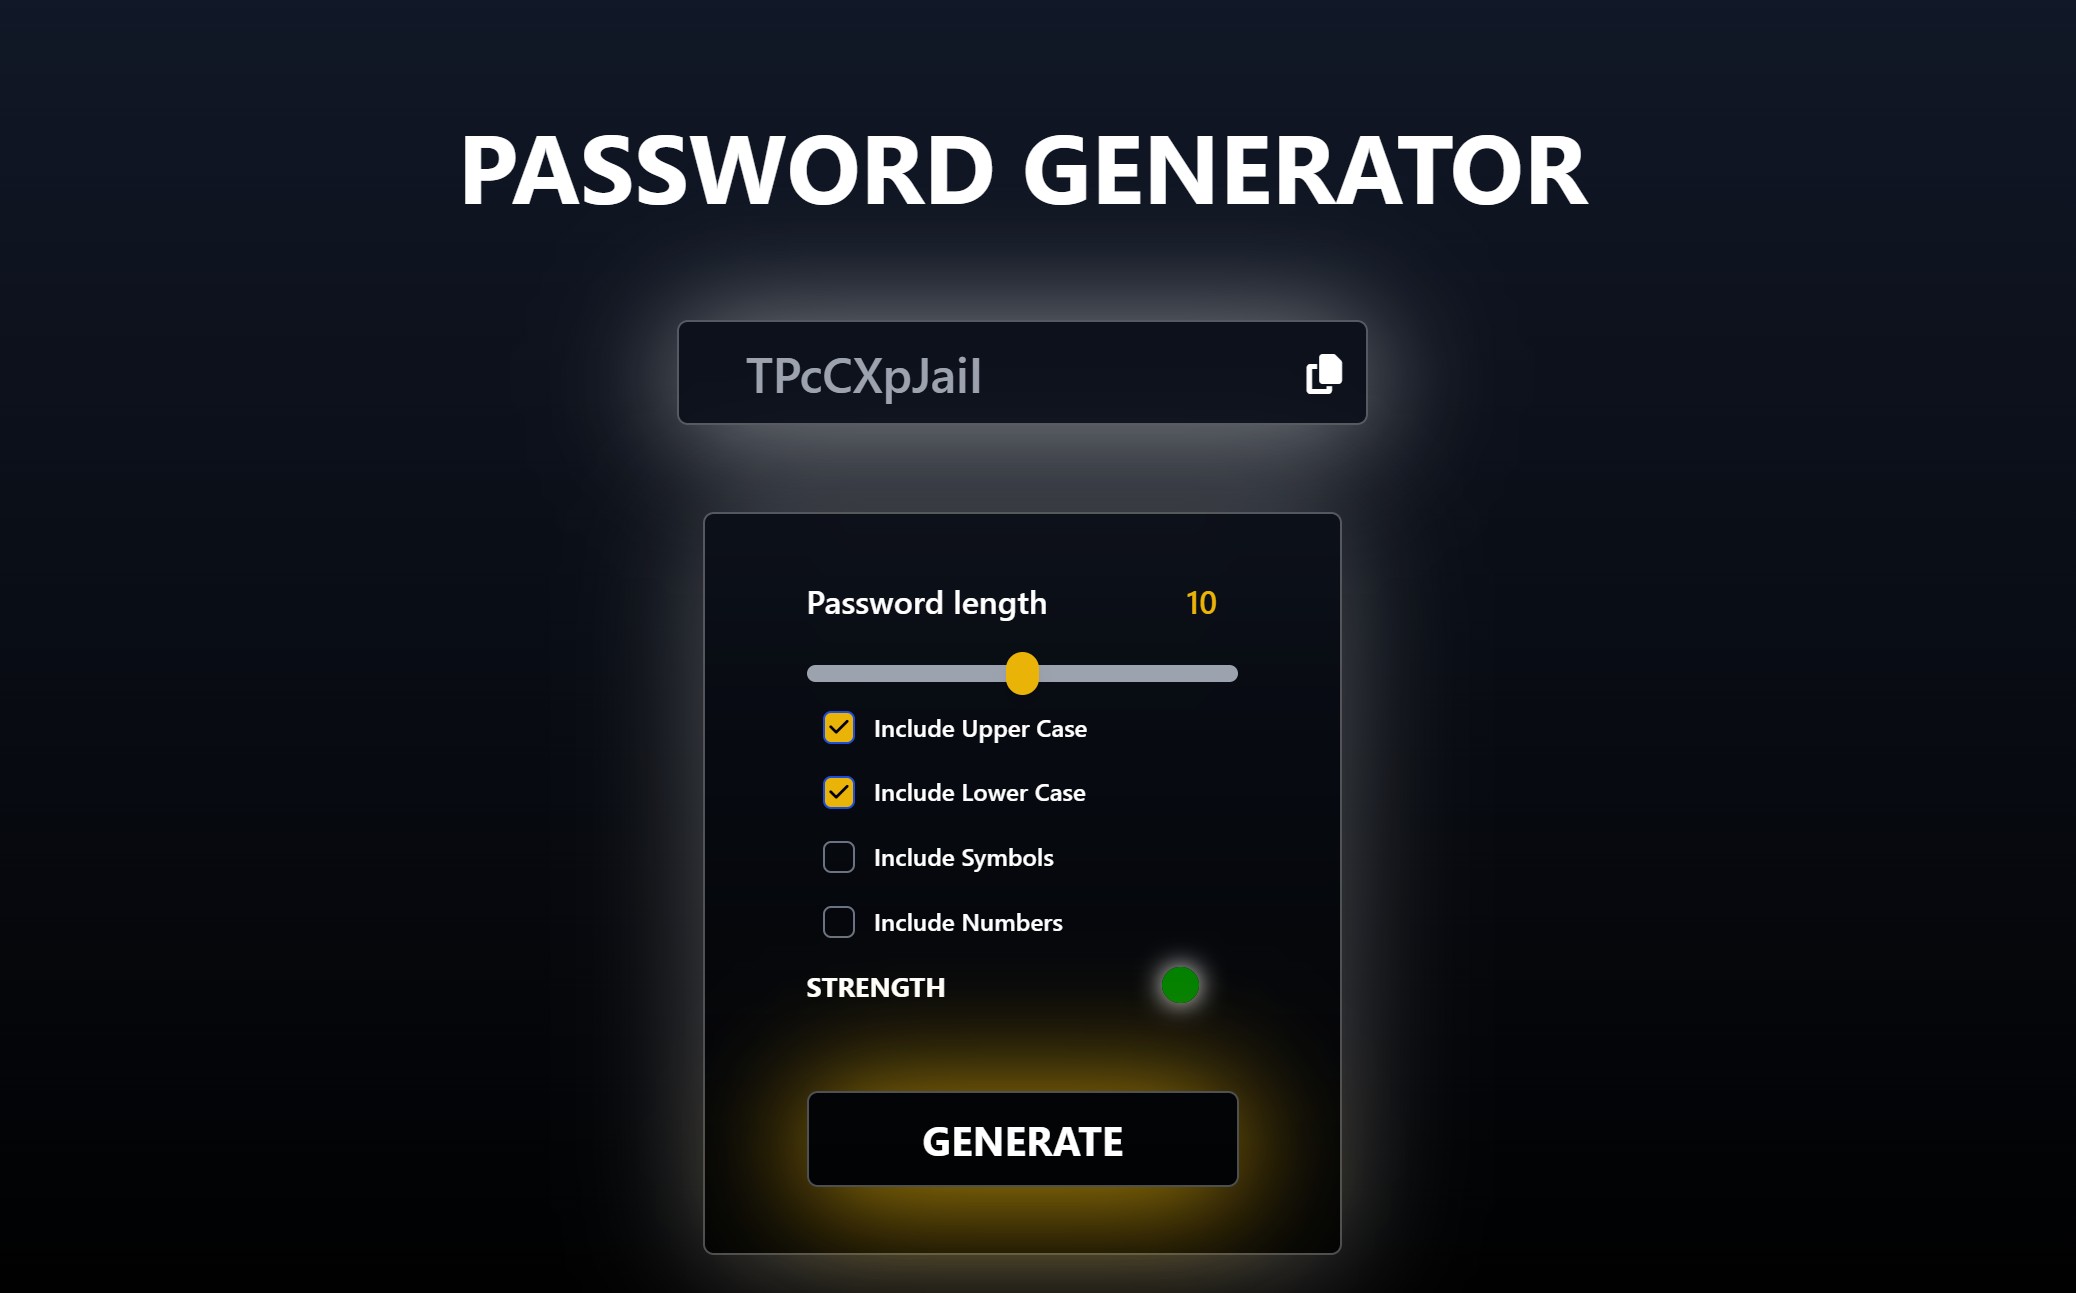 PASSWORD GENERATOR
TPcCXpJail
Password length 10
Include Upper Case
Include Lower Case
Include Symbols
Include Numbers
STRENGTH
GENERATE